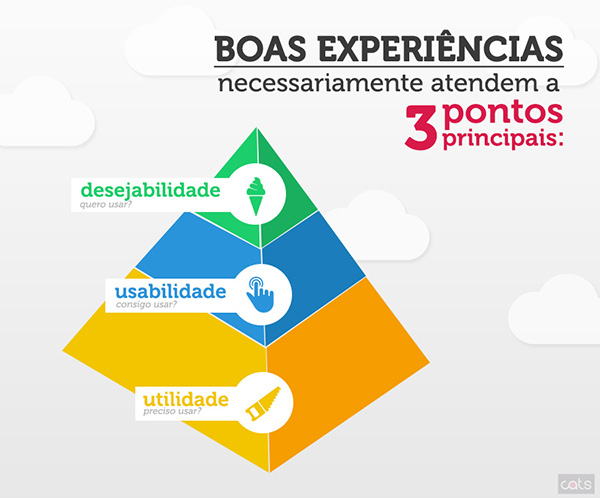 BOAS EXPERIÊNCIAS
necessariamente atendem a
3 pontos
principais:
desejabilidade
quero usar?
usabilidade
consigo usar?
utilidade
preciso usar?
cats